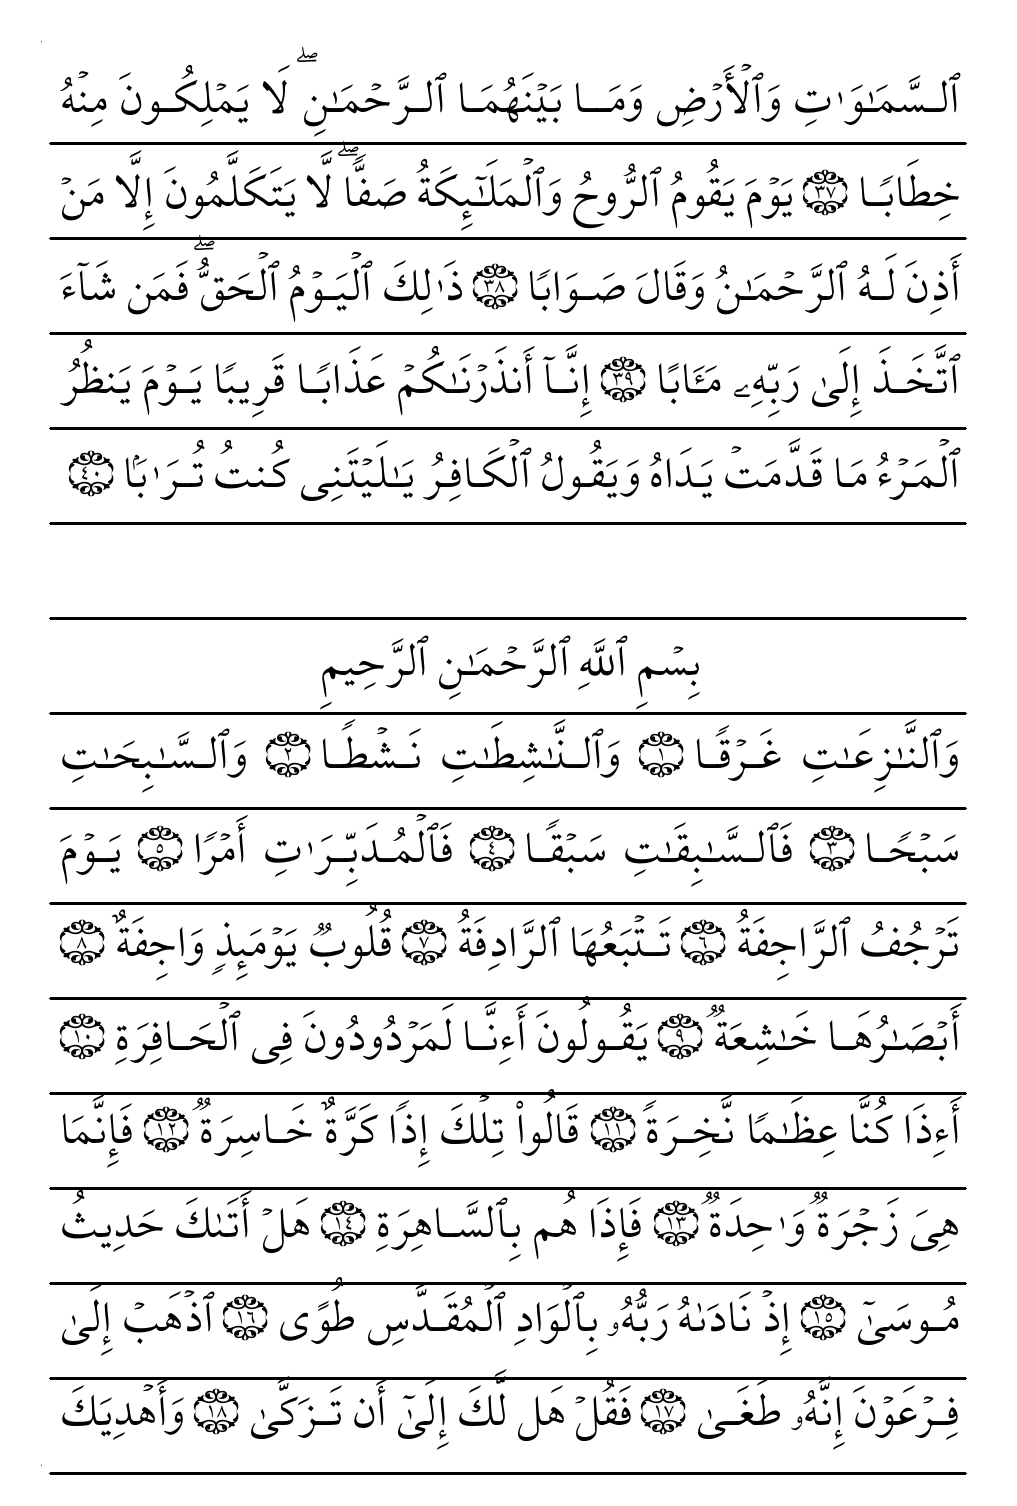 ٱلسَّمَـٰوَٰتِ وَٱلْأَرْضِ وَمَا بَيْنَهُمَا ٱلرَّحْمَـٰنِ ۖ لَا يَمْلِكُونَ مِنْهُ
خِطَابًا ٣٧ يَوْمَ يَقُومُ ٱلرُّوحُ وَٱلْمَلَـٰٓئِكَةُ صَفًّا ۖ لَّا يَتَكَلَّمُونَ إِلَّا مَنْ
أَذِنَ لَهُ ٱلرَّحْمَـٰنُ وَقَالَ صَوَابًا ٣٨ ذَٰلِكَ ٱلْيَوْمُ ٱلْحَقُّ ۖ فَمَن شَآءَ
ٱتَّخَذَ إِلَىٰ رَبِّهِۦ مَـَٔابًا ٣٩ إِنَّآ أَنذَرْنَـٰكُمْ عَذَابًا قَرِيبًا يَوْمَ يَنظُرُ
ٱلْمَرْءُ مَا قَدَّمَتْ يَدَاهُ وَيَقُولُ ٱلْكَافِرُ يَـٰلَيْتَنِى كُنتُ تُرَٰبَۢا ٤٠
بِسْمِ ٱللَّهِ ٱلرَّحْمَـٰنِ ٱلرَّحِيمِ
وَٱلنَّـٰزِعَـٰتِ غَرْقًا ١ وَٱلنَّـٰشِطَـٰتِ نَشْطًا ٢ وَٱلسَّـٰبِحَـٰتِ
سَبْحًا ٣ فَٱلسَّـٰبِقَـٰتِ سَبْقًا ٤ فَٱلْمُدَبِّرَٰتِ أَمْرًا ٥ يَوْمَ
تَرْجُفُ ٱلرَّاجِفَةُ ٦ تَتْبَعُهَا ٱلرَّادِفَةُ ٧ قُلُوبٌ يَوْمَئِذٍ وَاجِفَةٌ ٨
أَبْصَـٰرُهَا خَـٰشِعَةٌ ٩ يَقُولُونَ أَءِنَّا لَمَرْدُودُونَ فِى ٱلْحَافِرَةِ ١٠
أَءِذَا كُنَّا عِظَـٰمًا نَّخِرَةً ١١ قَالُوا۟ تِلْكَ إِذًا كَرَّةٌ خَاسِرَةٌ ١٢ فَإِنَّمَا
هِىَ زَجْرَةٌ وَٰحِدَةٌ ١٣ فَإِذَا هُم بِٱلسَّاهِرَةِ ١٤ هَلْ أَتَىٰكَ حَدِيثُ
مُوسَىٰٓ ١٥ إِذْ نَادَىٰهُ رَبُّهُۥ بِٱلْوَادِ ٱلْمُقَدَّسِ طُوًى ١٦ ٱذْهَبْ إِلَىٰ
فِرْعَوْنَ إِنَّهُۥ طَغَىٰ ١٧ فَقُلْ هَل لَّكَ إِلَىٰٓ أَن تَزَكَّىٰ ١٨ وَأَهْدِيَكَ